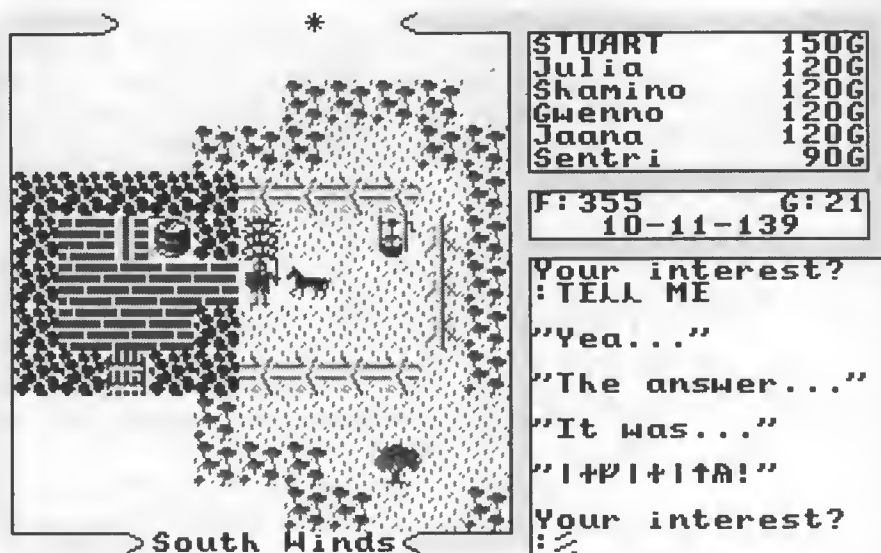 South Winds
STUART 150G
Julia 120G
Shamino 120G
Gwenno 120G
Jaana 120G
Sentri 90G
F:355 G:21
10-11-139
Your interest?
:TELL ME
"Yea..."
"The answer..."
"It was..."
"ᛁᚾᚠᛁᚾᛁᛏᚣ!"
Your interest?
: